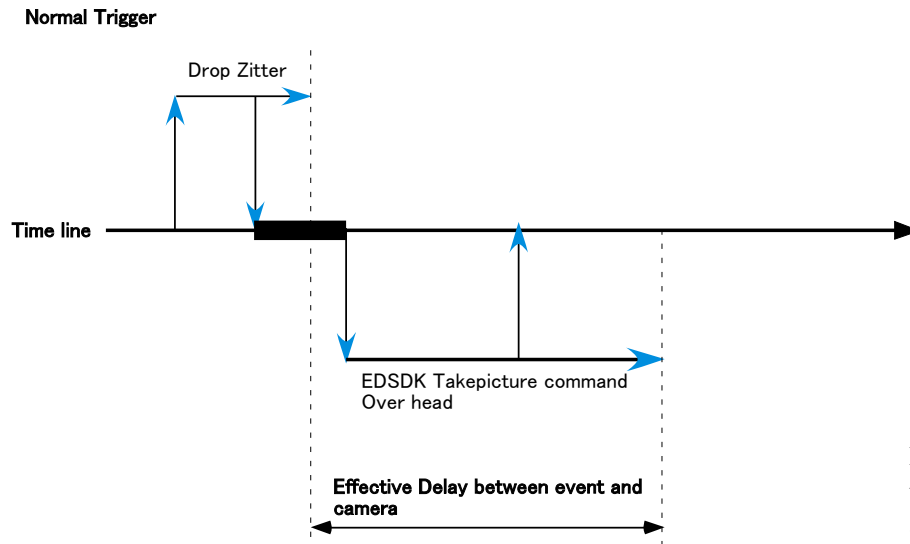 Normal Trigger
Drop Zitter
Time line
EDSDK Takepicture command
Over head
Effective Delay between event and
camera